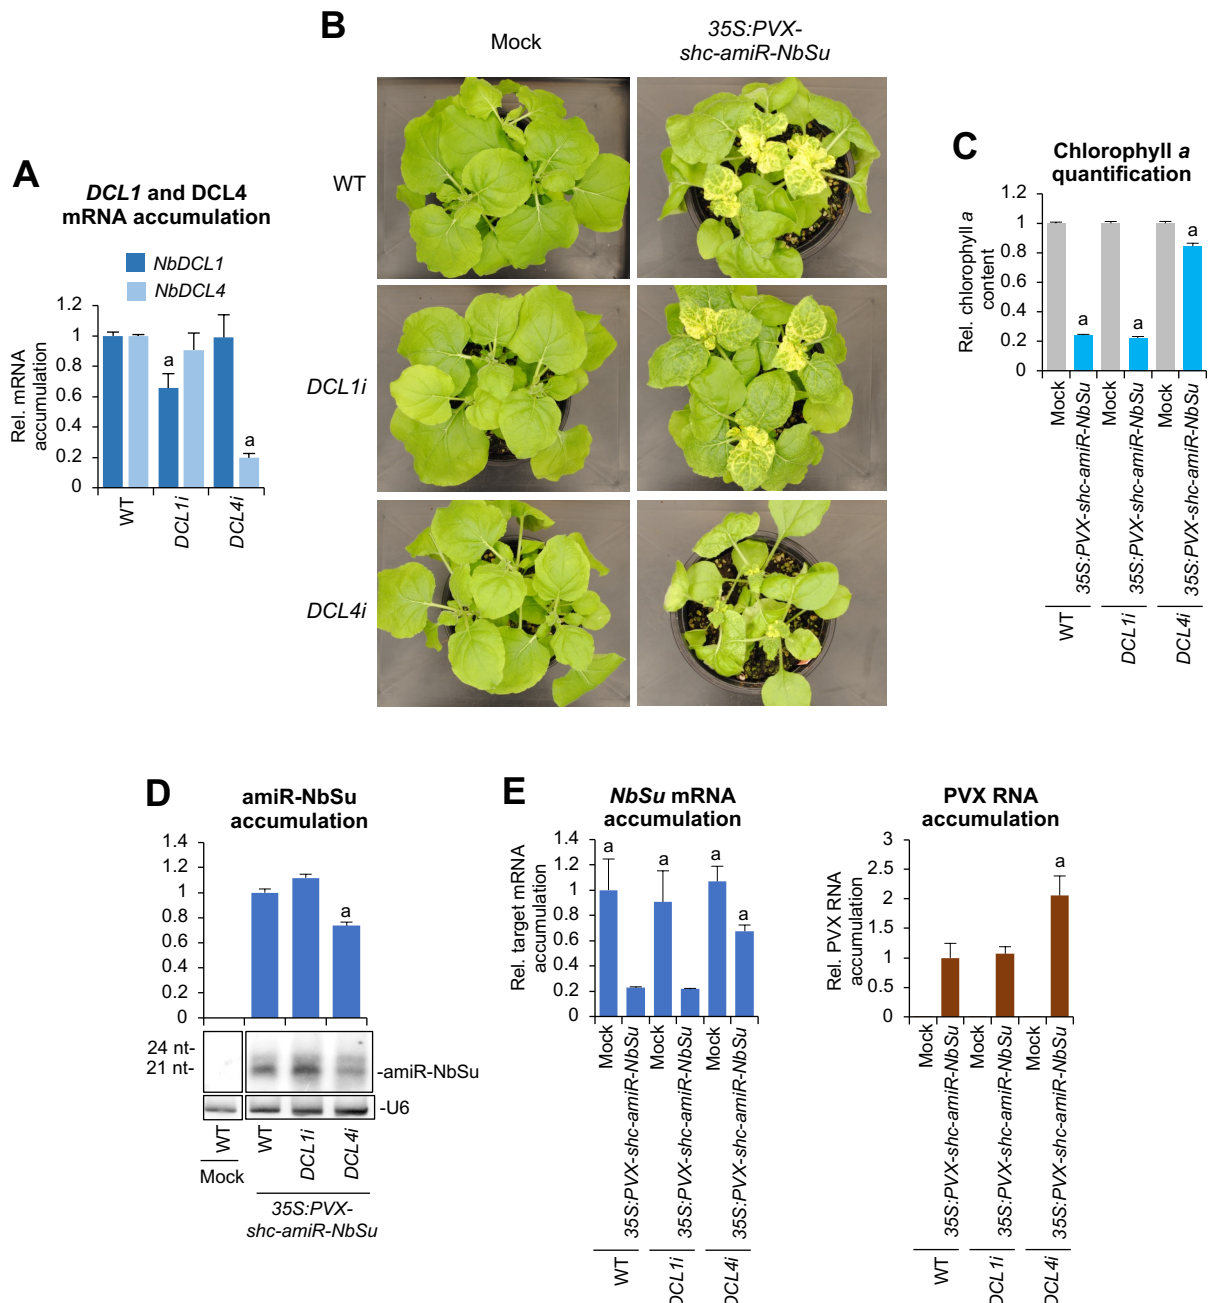 A
DCL1 and DCL4
mRNA accumulation
NbDCL1
NbDCL4
Rel. mRNA
accumulation
1.2
1
0.8
0.6
0.4
0.2
0
a
a
WT
DCL1i
DCL4i
B
Mock
35S:PVX-
shc-amiR-NbSu
WT
DCL1i
DCL4i
C
Chlorophyll a
quantification
Rel. chlorophyll a
content
1.2
1
0.8
0.6
0.4
0.2
0
a
a
a
Mock
35S:PVX-shc-amiR-NbSu
Mock
35S:PVX-shc-amiR-NbSu
Mock
35S:PVX-shc-amiR-NbSu
WT
DCL1i
DCL4i
D
amiR-NbSu
accumulation
1.4
1.2
1
0.8
0.6
0.4
0.2
0
a
24 nt-
21 nt-
-amiR-NbSu
-U6
WT
WT
DCL1i
DCL4i
Mock
35S:PVX-
shc-amiR-NbSu
E
NbSu mRNA
accumulation
Rel. target mRNA
accumulation
1.4
1.2
1
0.8
0.6
0.4
0.2
0
a
a
a
a
Mock
35S:PVX-shc-amiR-NbSu
Mock
35S:PVX-shc-amiR-NbSu
Mock
35S:PVX-shc-amiR-NbSu
WT
DCL1i
DCL4i
PVX RNA
accumulation
Rel. PVX RNA
accumulation
3
2.5
2
1.5
1
0.5
0
a
Mock
35S:PVX-shc-amiR-NbSu
Mock
35S:PVX-shc-amiR-NbSu
Mock
35S:PVX-shc-amiR-NbSu
WT
DCL1i
DCL4i